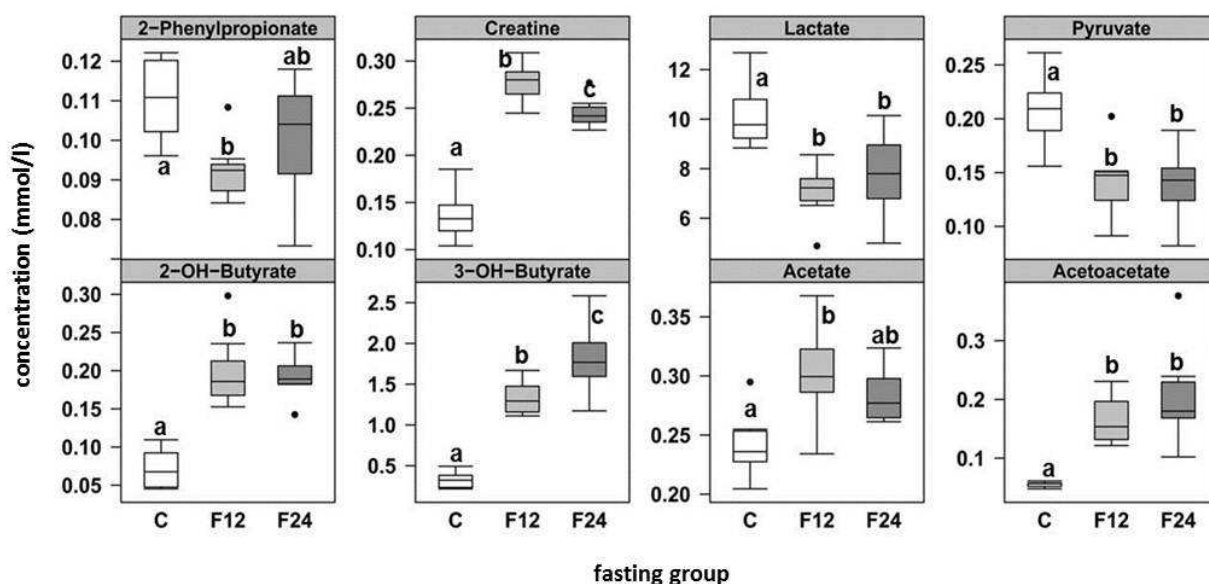 2−Phenylpropionate
Creatine
Lactate
Pyruvate
0.12
0.11
0.10
0.09
0.08
a
b
ab
0.30
0.25
0.20
0.15
0.10
a
b
c
12
10
8
6
a
b
b
0.25
0.20
0.15
0.10
a
b
b
2−OH−Butyrate
3−OH−Butyrate
Acetate
Acetoacetate
0.30
0.25
0.20
0.15
0.10
0.05
a
b
b
2.5
2.0
1.5
1.0
0.5
a
b
c
0.35
0.30
0.25
0.20
a
b
ab
0.3
0.2
0.1
a
b
b
C F12 F24
C F12 F24
C F12 F24
C F12 F24
concentration (mmol/l)
fasting group